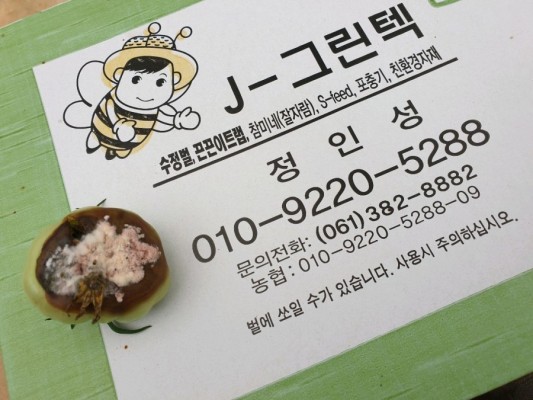 J-그린텍
수정벌, 끈끈이트랩, 참미네(잘자람), S-feed, 포충기, 친환경자재
정 인 성
010-9220-5288
문의전화: (061)382-8882
농협: 010-9220-5288-09
벌에 쏘일 수가 있습니다. 사용시 주의하십시오.